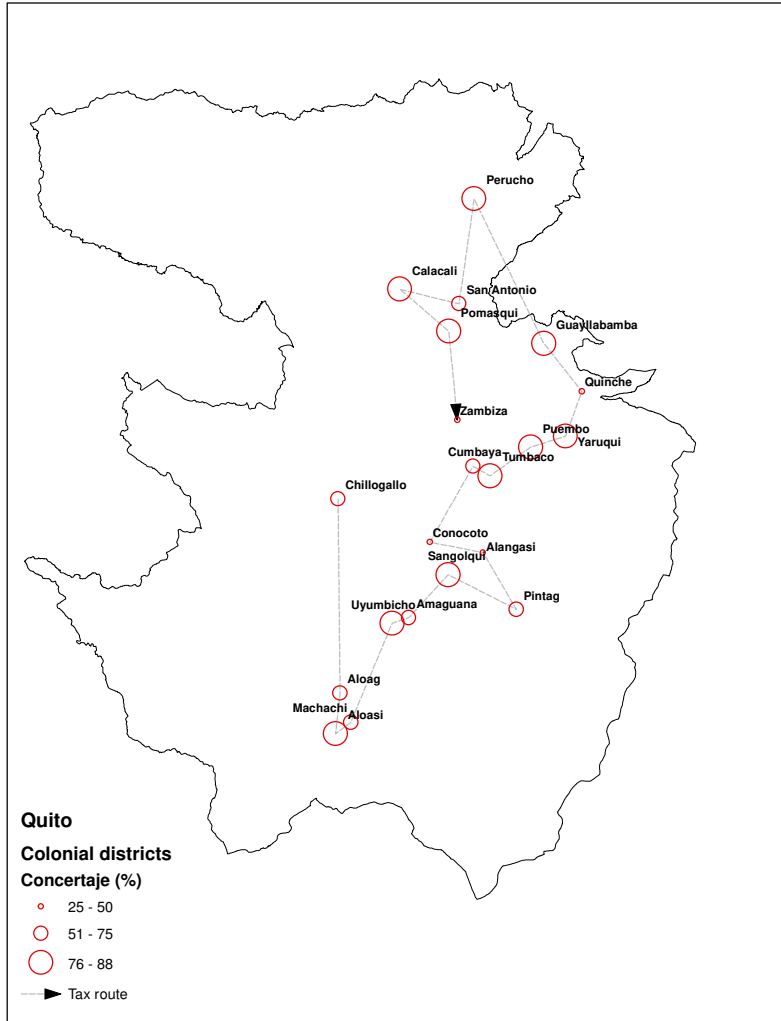 Perucho
Calacali
San Antonio
Pomasqui
Guayllabamba
Quinche
Zambiza
Puembo
Yaruqui
Cumbaya
Tumbaco
Chillogallo
Conocoto
Alangasi
Sangolqui
Pintag
Uyumbicho
Amaguana
Aloag
Machachi
Aloasi
Quito
Colonial districts
Concertaje (%)
25 - 50
51 - 75
76 - 88
Tax route